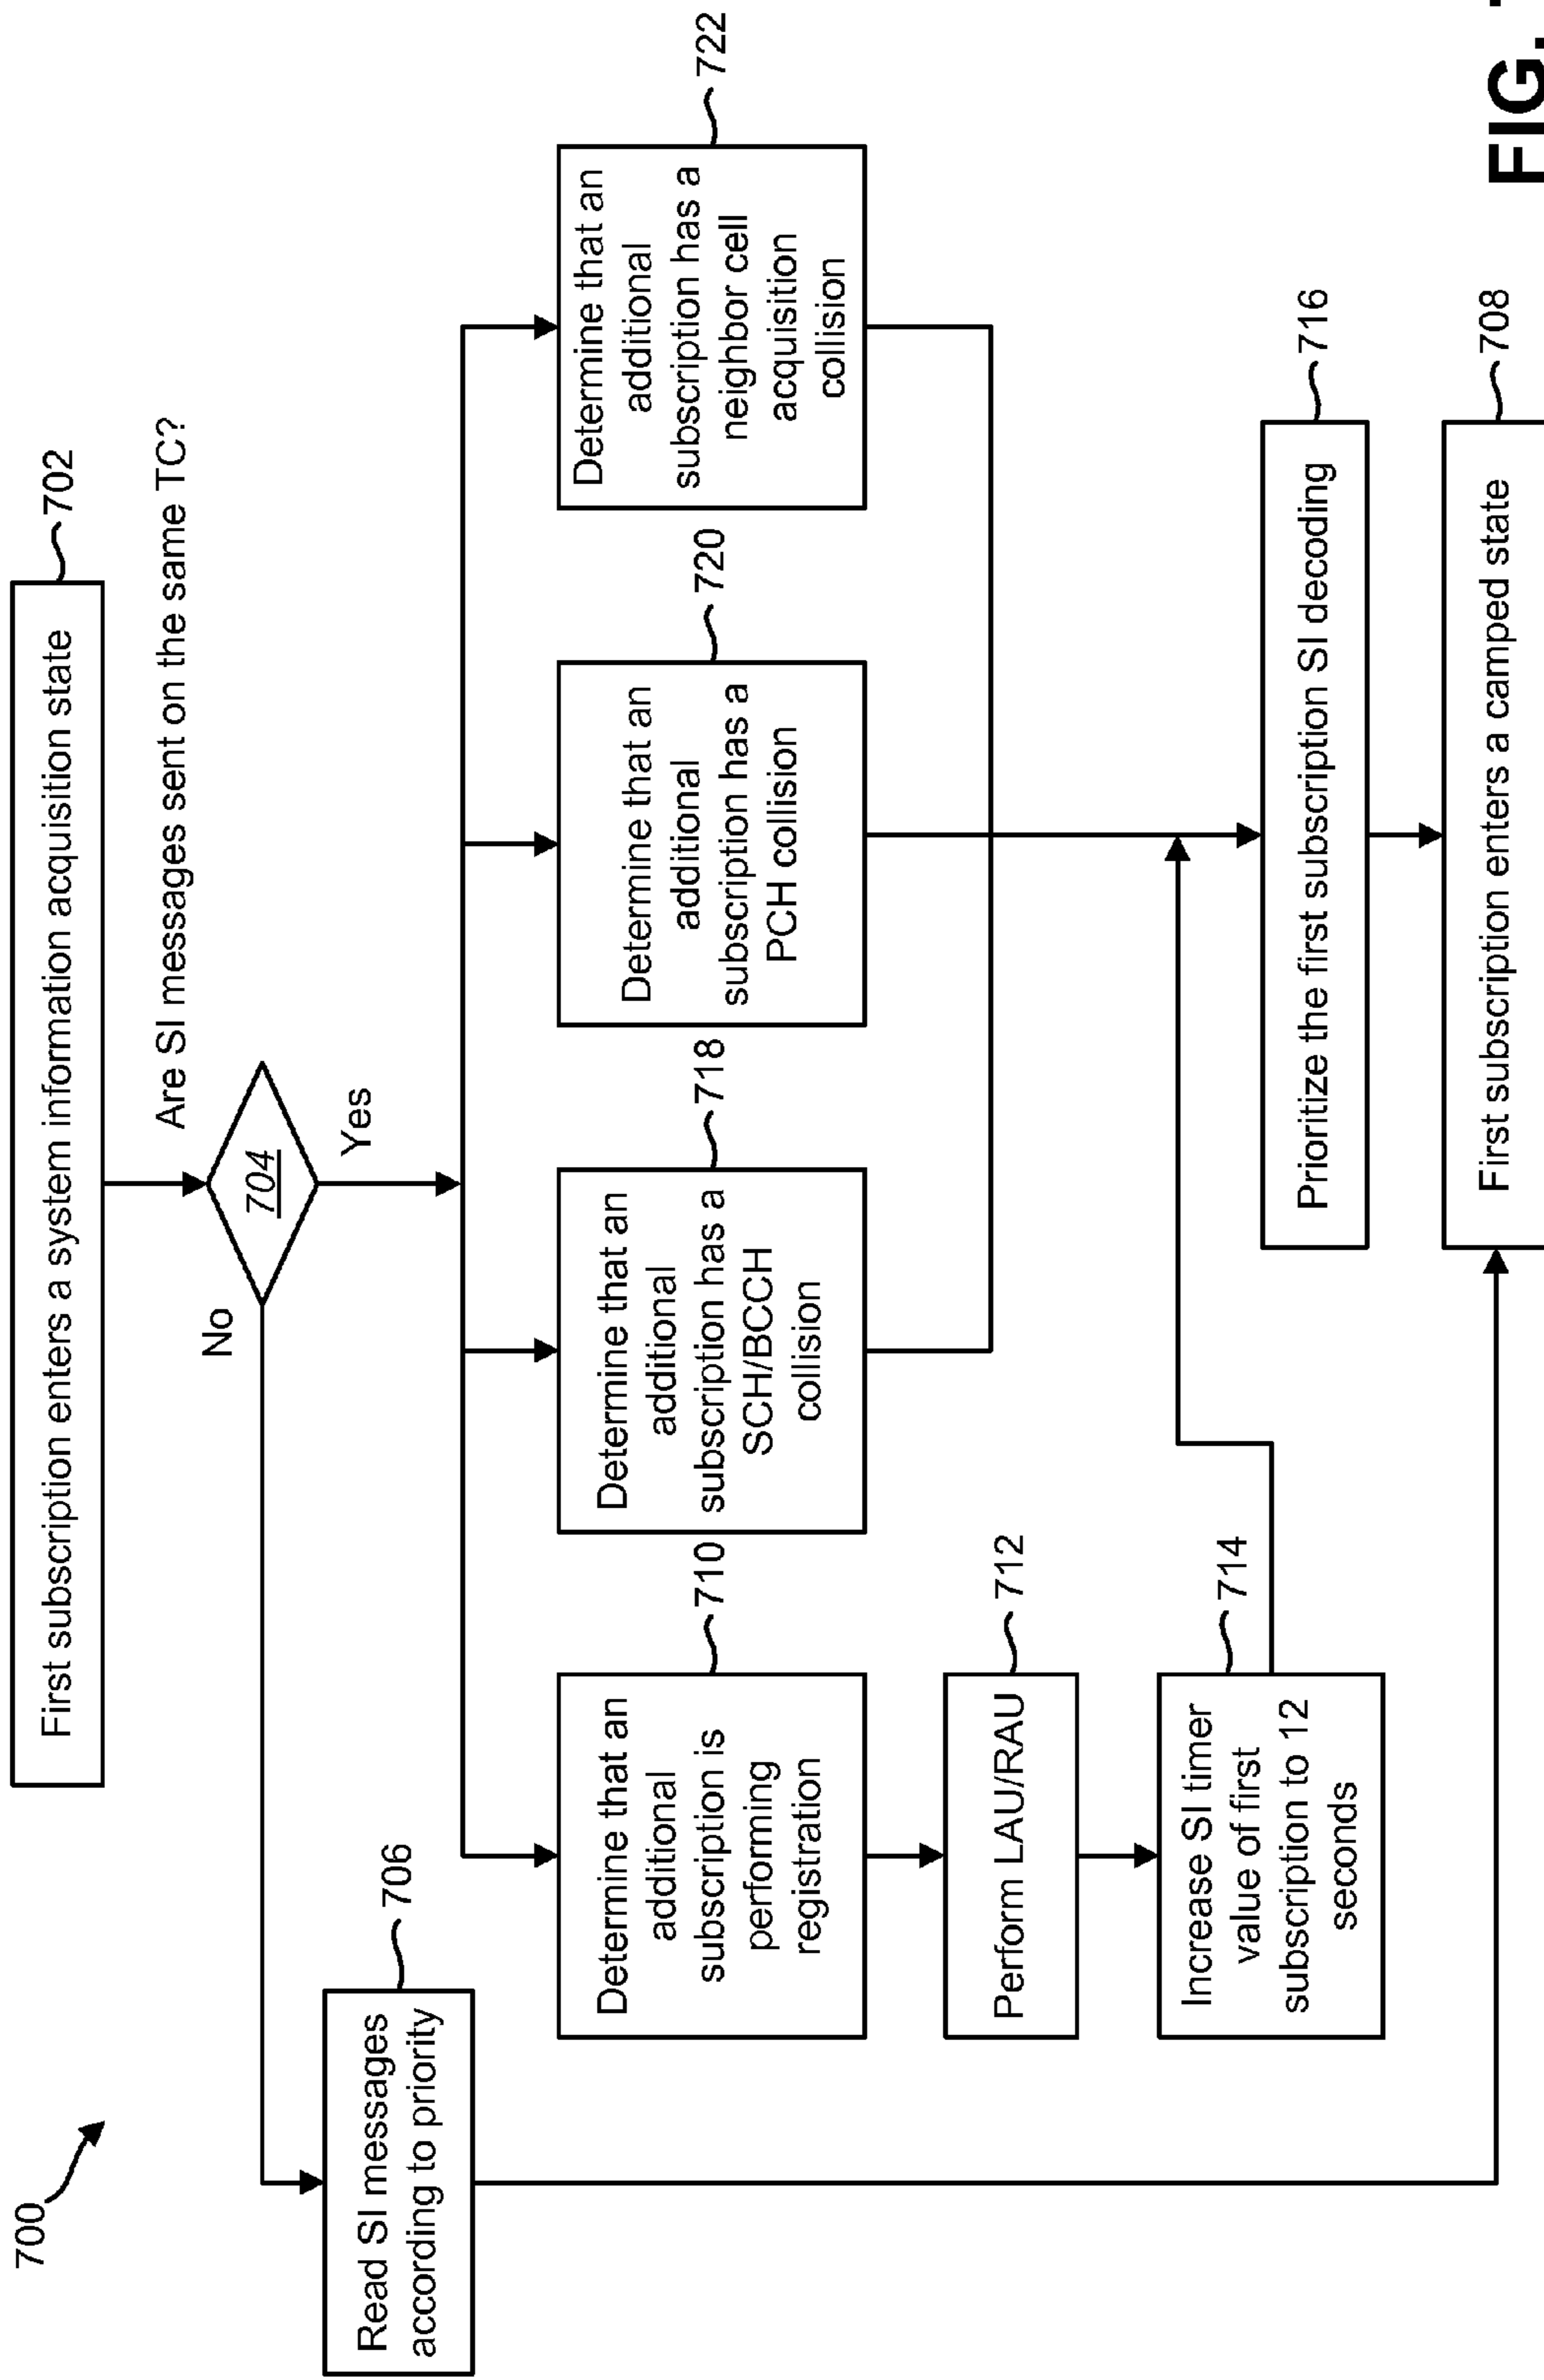 700
First subscription enters a system information acquisition state
702
Are SI messages sent on the same TC?
704
No
Yes
Read SI messages
according to priority
706
Determine that an
additional
subscription is
performing
registration
710
Determine that an
additional
subscription has a
SCH/BCCH
collision
718
Determine that an
additional
subscription has a
PCH collision
720
Determine that an
additional
subscription has a
neighbor cell
acquisition
collision
722
Perform LAU/RAU
712
Increase SI timer
value of first
subscription to 12
seconds
714
Prioritize the first subscription SI decoding
716
First subscription enters a camped state
708
FIG.